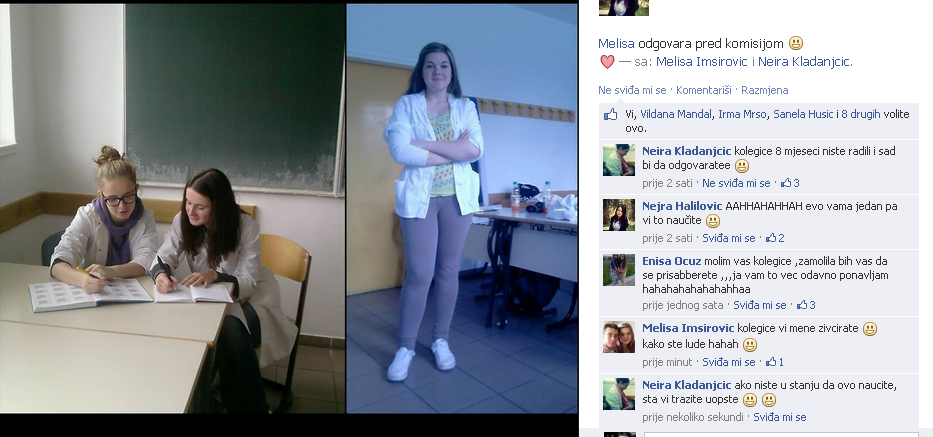 Melisa odgovara pred komisijom
— sa: Melisa Imsirovic i Neira Kladanjcic.
Ne sviđa mi se · Komentariši · Razmjena
Vi, Vildana Mandal, Irma Mrso, Sanela Husic i 8 drugih volite
ovo.
Neira Kladanjcic kolegice 8 mjeseci niste radili i sad
bi da odgovaratee
prije 2 sati · Ne sviđa mi se · 3
Nejra Halilovic AAHHAHAHHAH evo vama jedan pa
vi to naučite
prije 2 sati · Sviđa mi se · 2
Enisa Ocuz molim vas kolegice ,zamolila bih vas da
se prisabberete ,,,ja vam to vec odavno ponavljam
hahahahahahahahhaa
prije jednog sata · Sviđa mi se · 3
Melisa Imsirovic kolegice vi mene zivcirate
kako ste lude hahah
prije minut · Sviđa mi se · 1
Neira Kladanjcic ako niste u stanju da ovo naucite,
sta vi trazite uopste
prije nekoliko sekundi · Sviđa mi se